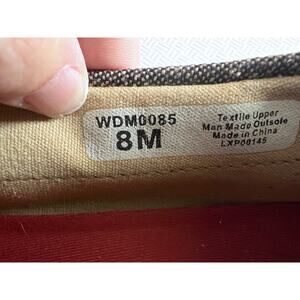 WDM0085
8M
Textile Upper
Man Made Outsole
Made in China
LXP00145